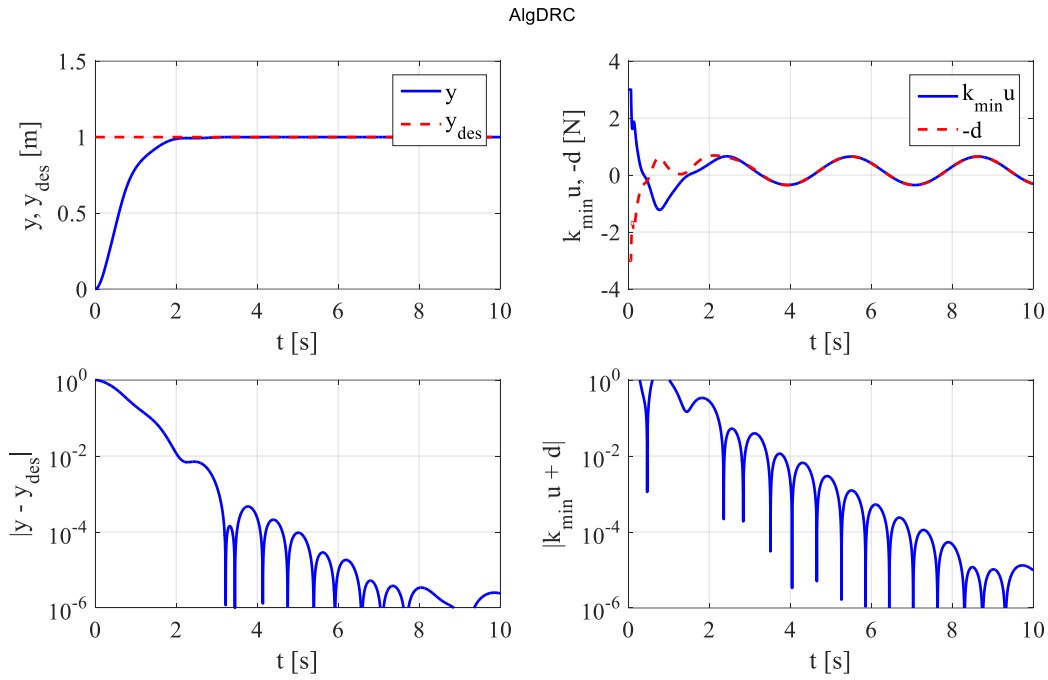 AlgDRC
1.5
1
0.5
0
y, y_des [m]
y
y_des
0 2 4 6 8 10
t [s]
4
2
0
-2
-4
k_min u, -d [N]
k_min u
-d
0 2 4 6 8 10
t [s]
10^0
10^-2
10^-4
10^-6
|y - y_des|
0 2 4 6 8 10
t [s]
10^0
10^-2
10^-4
10^-6
|k_min u + d|
0 2 4 6 8 10
t [s]